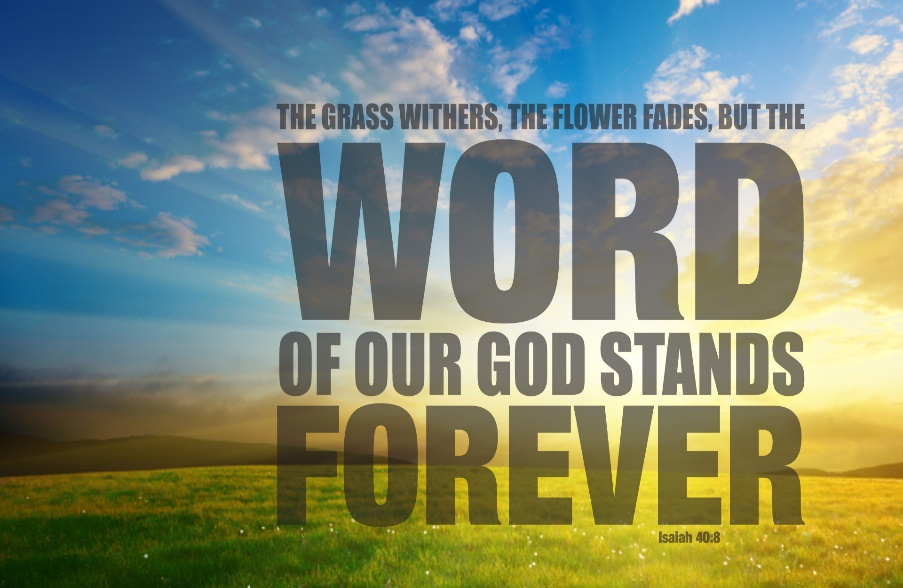 THE GRASS WITHERS, THE FLOWER FADES, BUT THE
WORD
OF OUR GOD STANDS
FOREVER
Isaiah 40:8